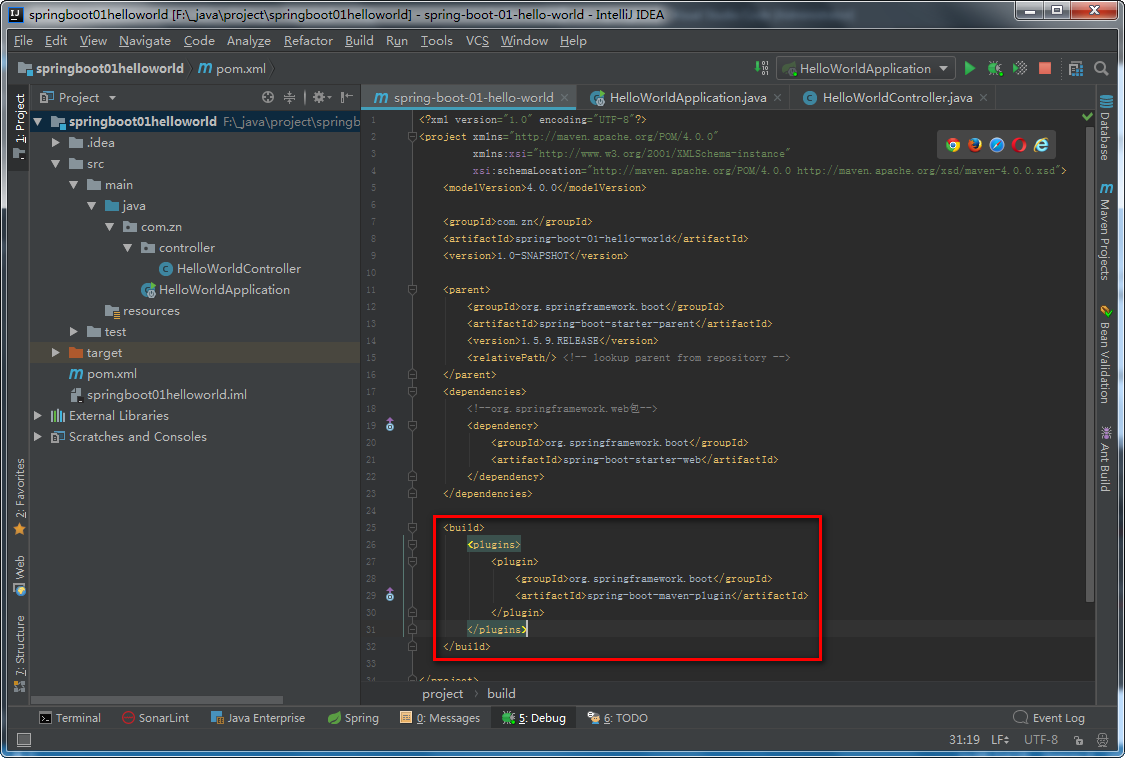 springboot01helloworld [F:\_java\project\springboot01helloworld] - spring-boot-01-hello-world - IntelliJ IDEA
File Edit View Navigate Code Analyze Refactor Build Run Tools VCS Window Help
springboot01helloworld pom.xml HelloWorldApplication
Project
spring-boot-01-hello-world HelloWorldApplication.java HelloWorldController.java
1: Project
2: Favorites
Web
7: Structure
springboot01helloworld F:\_java\project\springb
.idea
src
main
java
com.zn
controller
HelloWorldController
HelloWorldApplication
resources
test
target
pom.xml
springboot01helloworld.iml
External Libraries
Scratches and Consoles
1 <?xml version="1.0" encoding="UTF-8"?>
2 <project xmlns="http://maven.apache.org/POM/4.0.0"
3 xmlns:xsi="http://www.w3.org/2001/XMLSchema-instance"
4 xsi:schemaLocation="http://maven.apache.org/POM/4.0.0 http://maven.apache.org/xsd/maven-4.0.0.xsd">
5 <modelVersion>4.0.0</modelVersion>
6
7 <groupId>com.zn</groupId>
8 <artifactId>spring-boot-01-hello-world</artifactId>
9 <version>1.0-SNAPSHOT</version>
10
11 <parent>
12 <groupId>org.springframework.boot</groupId>
13 <artifactId>spring-boot-starter-parent</artifactId>
14 <version>1.5.9.RELEASE</version>
15 <relativePath/> <!-- lookup parent from repository -->
16 </parent>
17 <dependencies>
18 <!--org.springframework.web包-->
19 <dependency>
20 <groupId>org.springframework.boot</groupId>
21 <artifactId>spring-boot-starter-web</artifactId>
22 </dependency>
23 </dependencies>
24
25 <build>
26 <plugins>
27 <plugin>
28 <groupId>org.springframework.boot</groupId>
29 <artifactId>spring-boot-maven-plugin</artifactId>
30 </plugin>
31 </plugins>
32 </build>
33
34 </project>
project build
Database
Maven Projects
Bean Validation
Ant Build
Terminal SonarLint Java Enterprise Spring 0: Messages 5: Debug 6: TODO Event Log
31:19 LF UTF-8